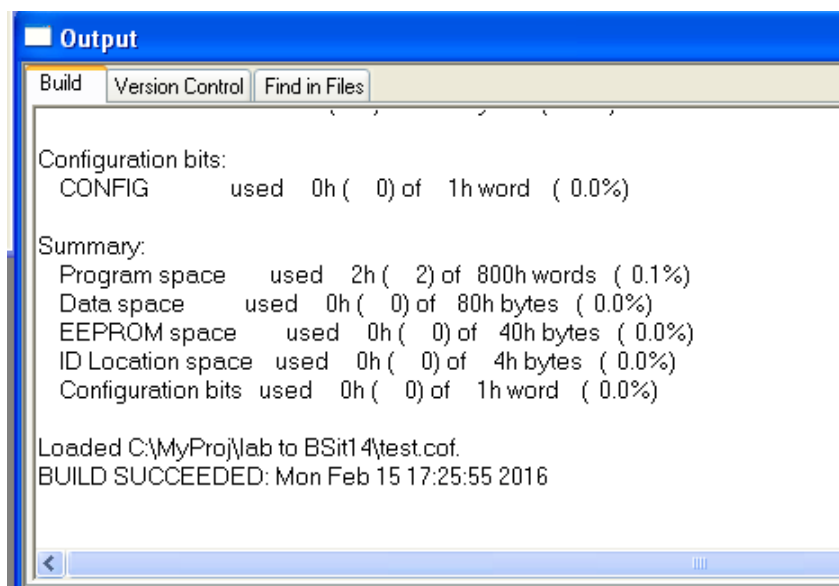 Output
Build Version Control Find in Files
Configuration bits:
CONFIG used 0h ( 0) of 1h word ( 0.0%)
Summary:
Program space used 2h ( 2) of 800h words ( 0.1%)
Data space used 0h ( 0) of 80h bytes ( 0.0%)
EEPROM space used 0h ( 0) of 40h bytes ( 0.0%)
ID Location space used 0h ( 0) of 4h bytes ( 0.0%)
Configuration bits used 0h ( 0) of 1h word ( 0.0%)
Loaded C:\MyProj\lab to BSit14\test.cof.
BUILD SUCCEEDED: Mon Feb 15 17:25:55 2016